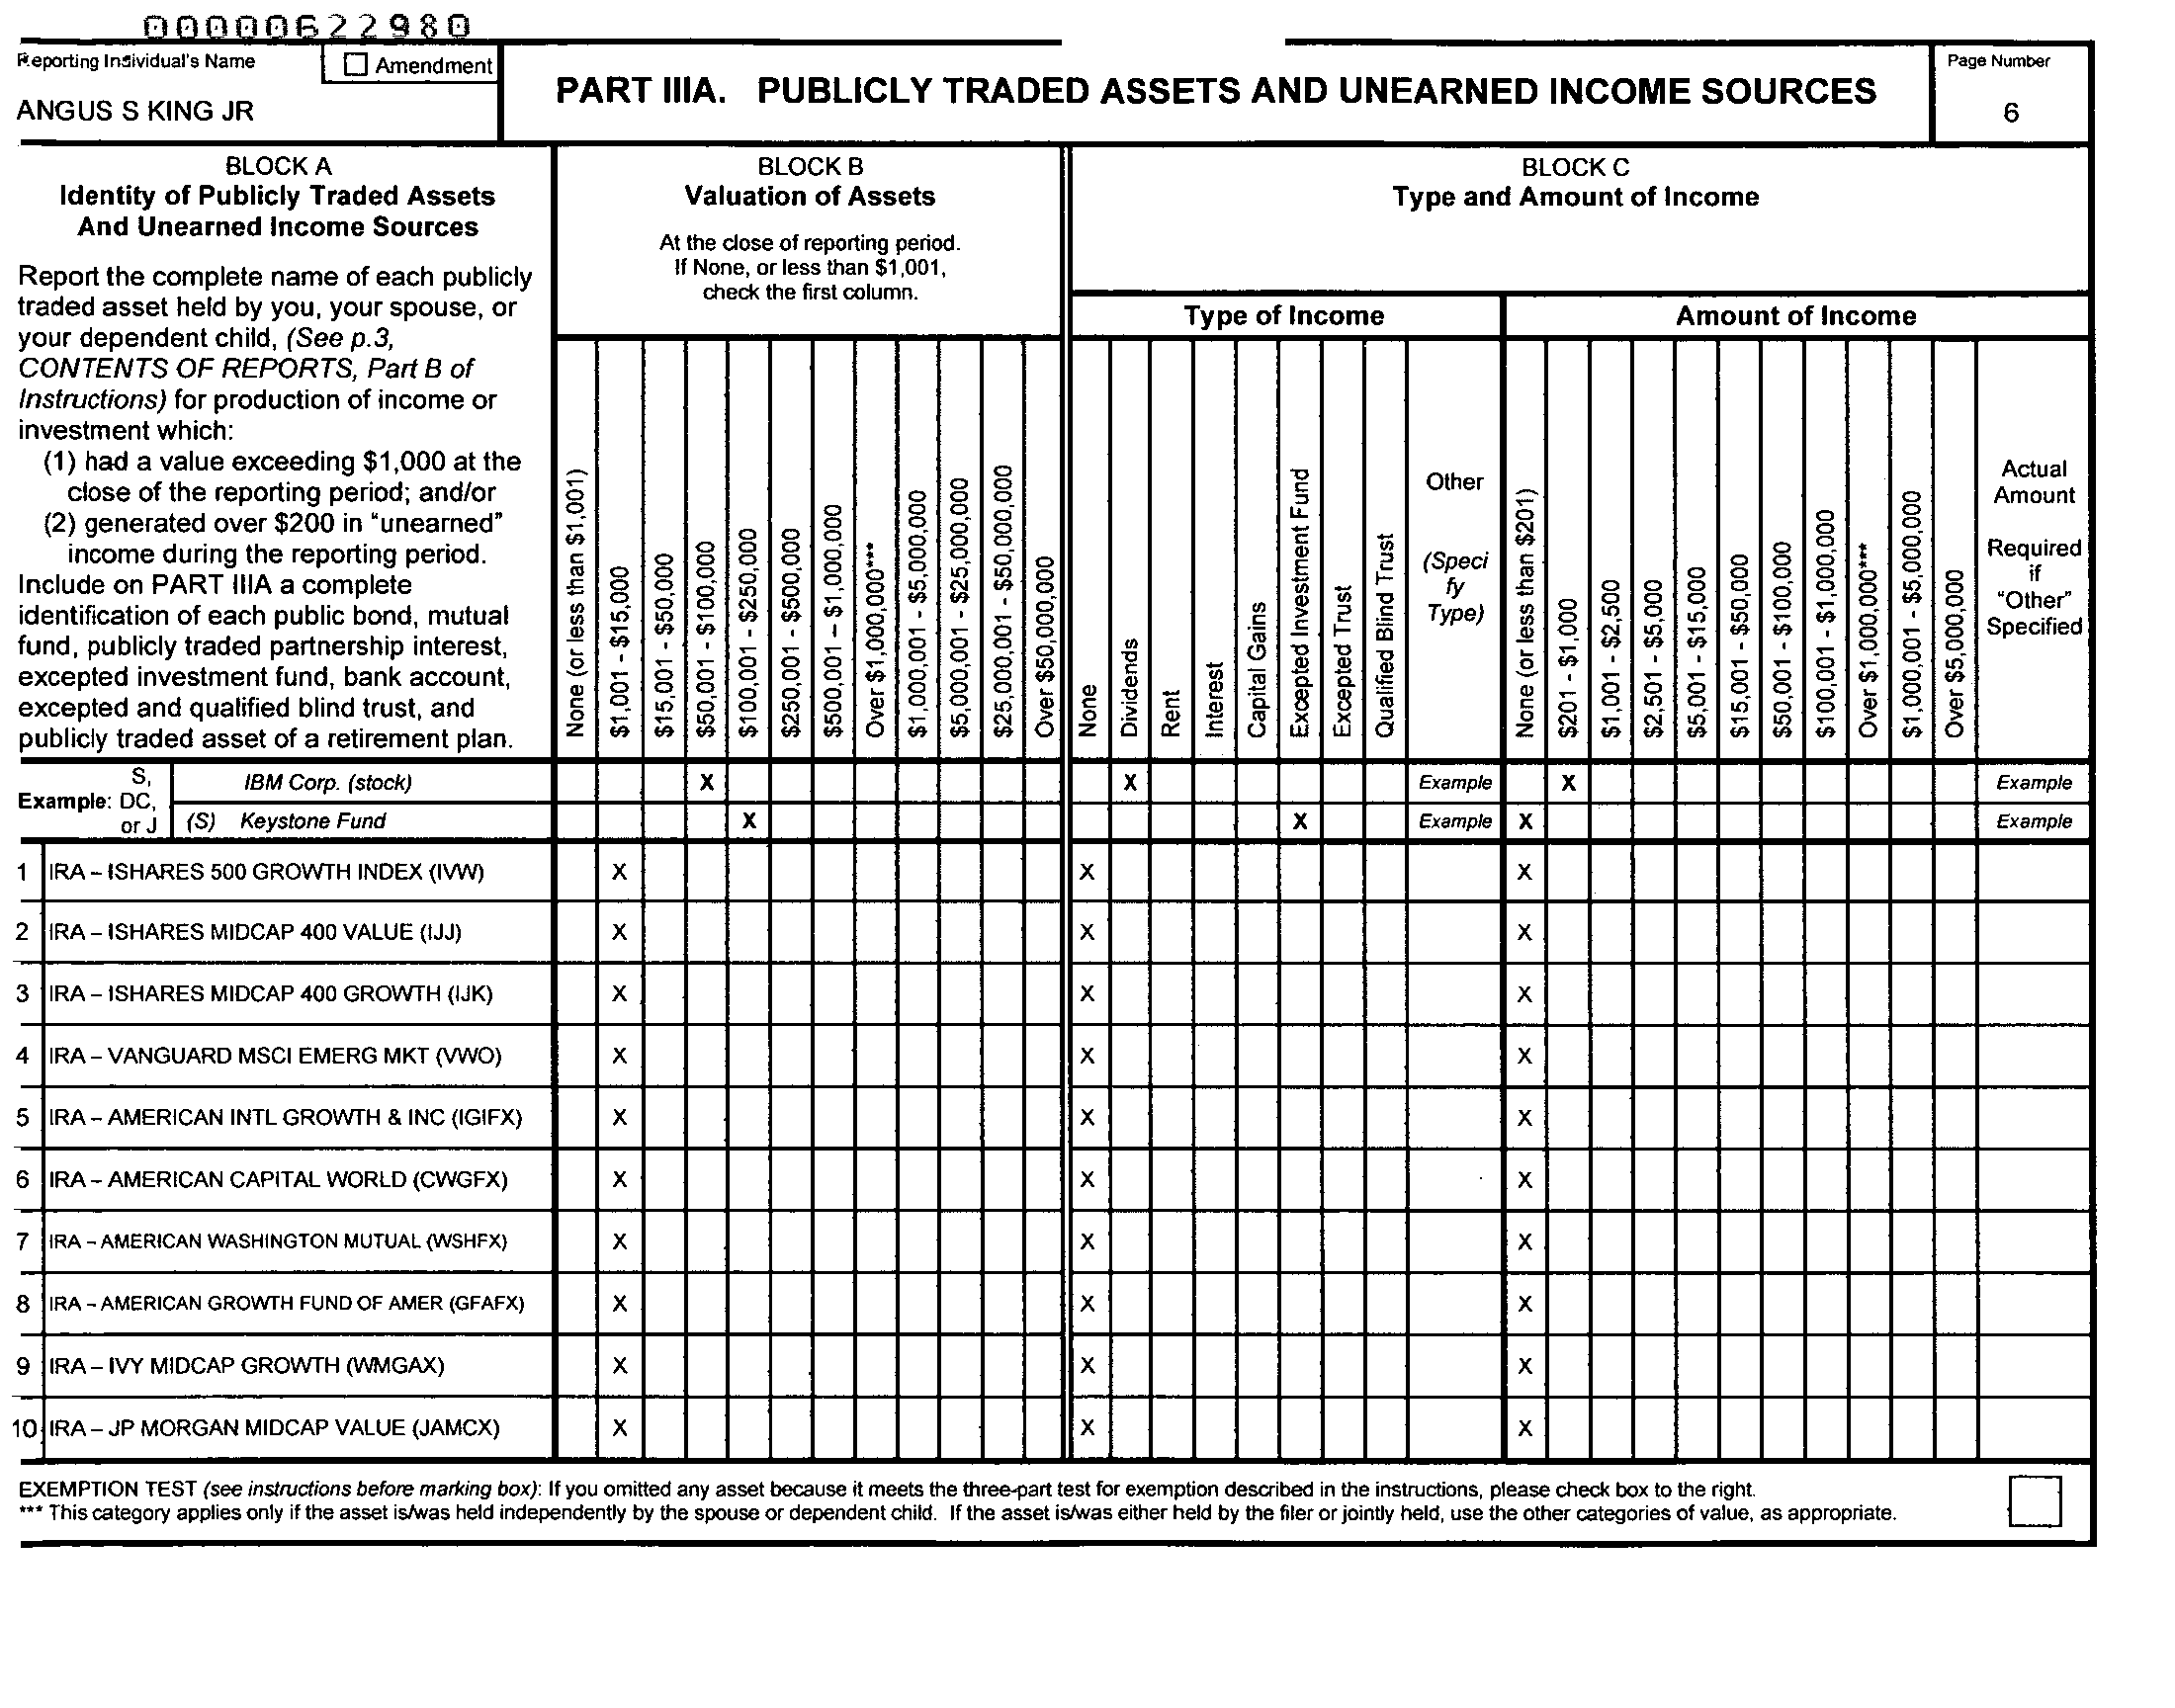 00000622980
Reporting Individual's Name
☐ Amendment
ANGUS S KING JR
PART IIIA. PUBLICLY TRADED ASSETS AND UNEARNED INCOME SOURCES
Page Number
6
BLOCK A
Identity of Publicly Traded Assets
And Unearned Income Sources
Report the complete name of each publicly
traded asset held by you, your spouse, or
your dependent child, (See p.3,
CONTENTS OF REPORTS, Part B of
Instructions) for production of income or
investment which:
(1) had a value exceeding $1,000 at the
close of the reporting period; and/or
(2) generated over $200 in "unearned"
income during the reporting period.
Include on PART IIIA a complete
identification of each public bond, mutual
fund, publicly traded partnership interest,
excepted investment fund, bank account,
excepted and qualified blind trust, and
publicly traded asset of a retirement plan.
BLOCK B
Valuation of Assets
At the close of reporting period.
If None, or less than $1,001,
check the first column.
None (or less than $1,001)
$1,001 - $15,000
$15,001 - $50,000
$50,001 - $100,000
$100,001 - $250,000
$250,001 - $500,000
$500,001 – $1,000,000
Over $1,000,000***
$1,000,001 - $5,000,000
$5,000,001 - $25,000,000
$25,000,001 - $50,000,000
Over $50,000,000
BLOCK C
Type and Amount of Income
Type of Income
None
Dividends
Rent
Interest
Capital Gains
Excepted Investment Fund
Excepted Trust
Qualified Blind Trust
Other
(Speci
fy
Type)
Amount of Income
None (or less than $201)
$201 - $1,000
$1,001 - $2,500
$2,501 - $5,000
$5,001 - $15,000
$15,001 - $50,000
$50,001 - $100,000
$100,001 - $1,000,000
Over $1,000,000***
$1,000,001 - $5,000,000
Over $5,000,000
Actual
Amount
Required
if
"Other"
Specified
Example:
S,
DC,
or J
IBM Corp. (stock) X X Example X Example
(S) Keystone Fund X X Example X Example
1 IRA – ISHARES 500 GROWTH INDEX (IVW) X X X
2 IRA – ISHARES MIDCAP 400 VALUE (IJJ) X X X
3 IRA – ISHARES MIDCAP 400 GROWTH (IJK) X X X
4 IRA – VANGUARD MSCI EMERG MKT (VWO) X X X
5 IRA – AMERICAN INTL GROWTH & INC (IGIFX) X X X
6 IRA – AMERICAN CAPITAL WORLD (CWGFX) X X X
7 IRA – AMERICAN WASHINGTON MUTUAL (WSHFX) X X X
8 IRA – AMERICAN GROWTH FUND OF AMER (GFAFX) X X X
9 IRA – IVY MIDCAP GROWTH (WMGAX) X X X
10 IRA – JP MORGAN MIDCAP VALUE (JAMCX) X X X
EXEMPTION TEST (see instructions before marking box): If you omitted any asset because it meets the three-part test for exemption described in the instructions, please check box to the right.
*** This category applies only if the asset is/was held independently by the spouse or dependent child. If the asset is/was either held by the filer or jointly held, use the other categories of value, as appropriate.